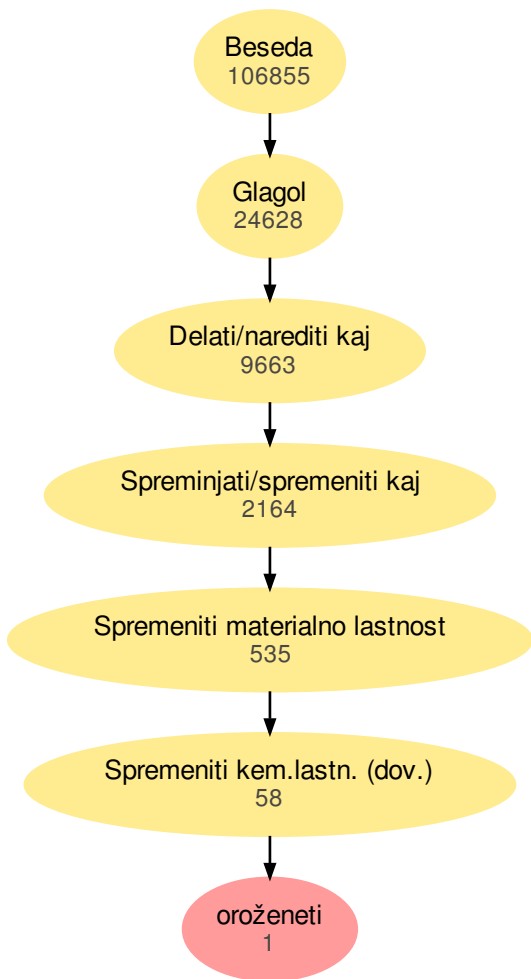 Beseda
106855
Glagol
24628
Delati/narediti kaj
9663
Spreminjati/spremeniti kaj
2164
Spremeniti materialno lastnost
535
Spremeniti kem.lastn. (dov.)
58
oroženeti
1